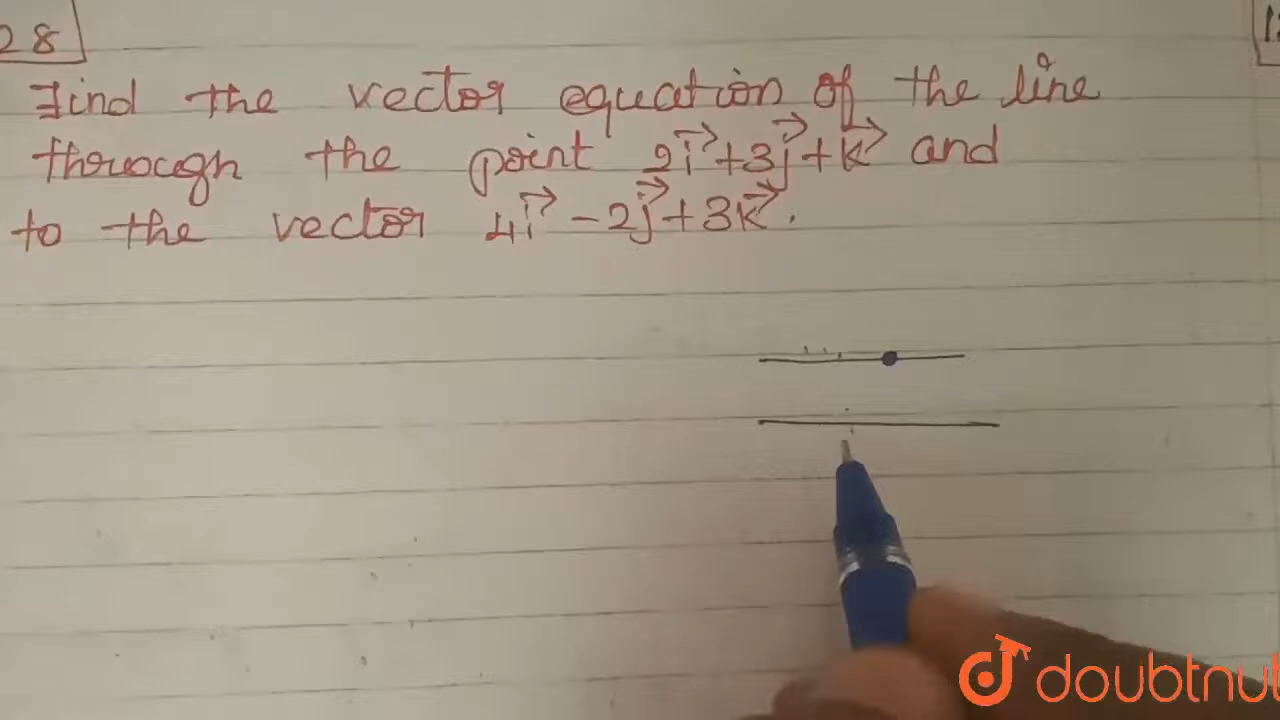 28
Find the vector equation of the line
through the point 2i⃗ + 3j⃗ + k⃗ and
to the vector 4i⃗ - 2j⃗ + 3k⃗.
doubtnut